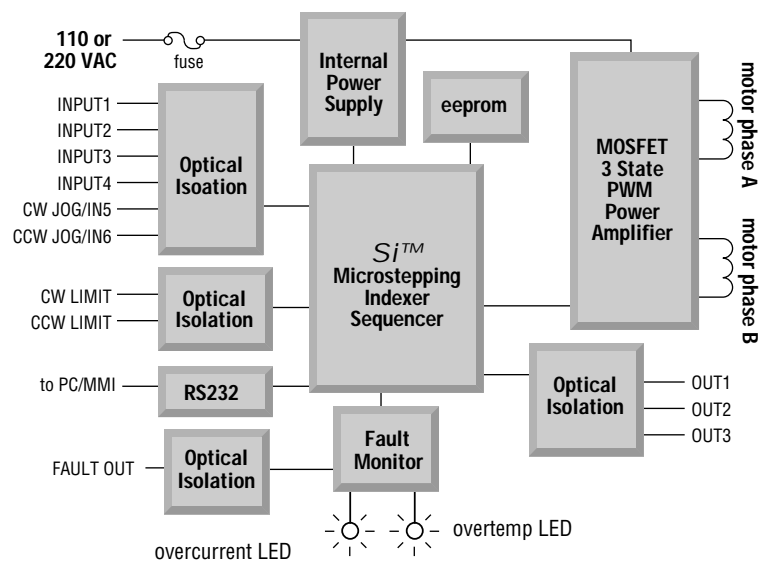 110 or
220 VAC
fuse
Internal
Power
Supply
eeprom
MOSFET
3 State
PWM
Power
Amplifier
motor phase A
motor phase B
INPUT1
INPUT2
INPUT3
INPUT4
CW JOG/IN5
CCW JOG/IN6
Optical
Isoation
Si™
Microstepping
Indexer
Sequencer
CW LIMIT
CCW LIMIT
Optical
Isolation
to PC/MMI
RS232
Optical
Isolation
OUT1
OUT2
OUT3
FAULT OUT
Optical
Isolation
Fault
Monitor
overcurrent LED
overtemp LED